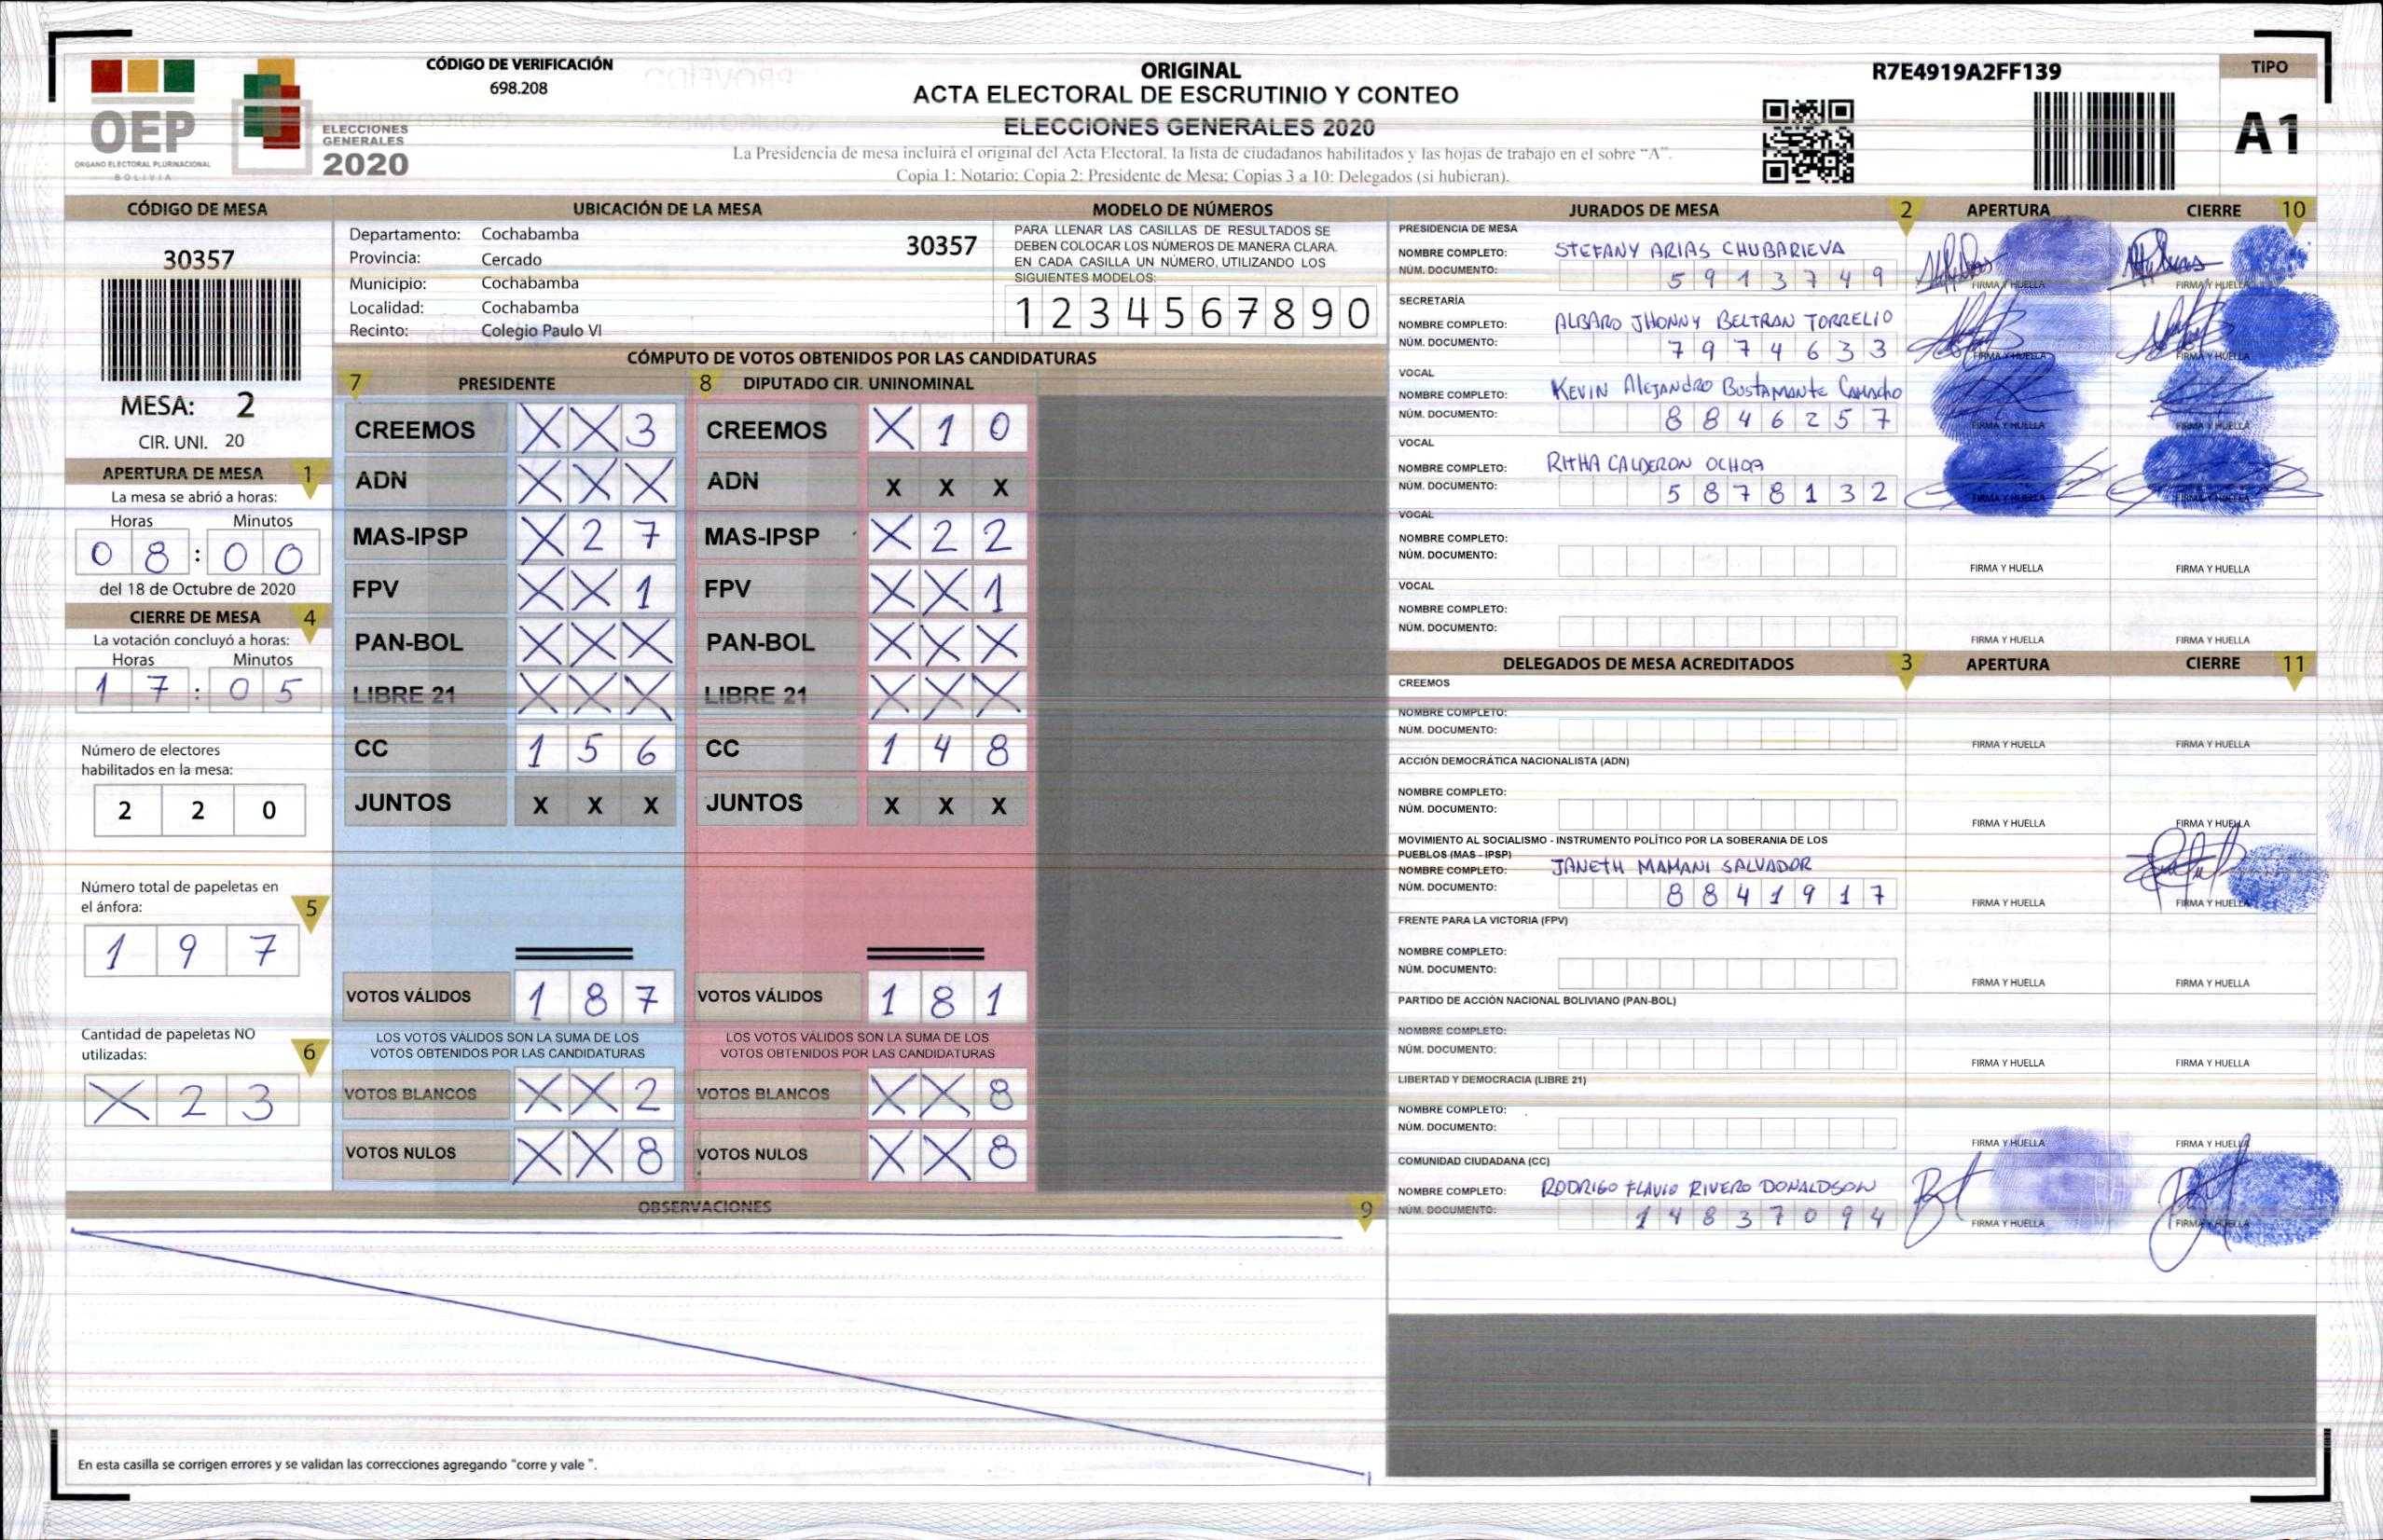 OEP
ORGANO ELECTORAL PLURINACIONAL
BOLIVIA
ELECCIONES
GENERALES
2020
CÓDIGO DE VERIFICACIÓN
698.208
ORIGINAL
ACTA ELECTORAL DE ESCRUTINIO Y CONTEO
ELECCIONES GENERALES 2020
La Presidencia de mesa incluirá el original del Acta Electoral, la lista de ciudadanos habilitados y las hojas de trabajo en el sobre “A”.
Copia 1: Notario; Copia 2: Presidente de Mesa; Copias 3 a 10: Delegados (si hubieran).
R7E4919A2FF139
TIPO
A1
CÓDIGO DE MESA
30357
MESA: 2
CIR. UNI. 20
APERTURA DE MESA 1
La mesa se abrió a horas:
Horas Minutos
0 8 : 0 0
del 18 de Octubre de 2020
CIERRE DE MESA 4
La votación concluyó a horas:
Horas Minutos
1 7 : 0 5
Número de electores
habilitados en la mesa:
2 2 0
Número total de papeletas en
el ánfora: 5
1 9 7
Cantidad de papeletas NO
utilizadas: 6
X 2 3
UBICACIÓN DE LA MESA
Departamento: Cochabamba
Provincia: Cercado
Municipio: Cochabamba
Localidad: Cochabamba
Recinto: Colegio Paulo VI
30357
MODELO DE NÚMEROS
PARA LLENAR LAS CASILLAS DE RESULTADOS SE
DEBEN COLOCAR LOS NÚMEROS DE MANERA CLARA.
EN CADA CASILLA UN NÚMERO, UTILIZANDO LOS
SIGUIENTES MODELOS:
1 2 3 4 5 6 7 8 9 0
CÓMPUTO DE VOTOS OBTENIDOS POR LAS CANDIDATURAS
7 PRESIDENTE 8 DIPUTADO CIR. UNINOMINAL
CREEMOS X X 3 CREEMOS X 1 0
ADN X X X ADN X X X
MAS-IPSP X 2 7 MAS-IPSP X 2 2
FPV X X 1 FPV X X 1
PAN-BOL X X X PAN-BOL X X X
LIBRE 21 X X X LIBRE 21 X X X
CC 1 5 6 CC 1 4 8
JUNTOS X X X JUNTOS X X X
VOTOS VÁLIDOS 1 8 7 VOTOS VÁLIDOS 1 8 1
LOS VOTOS VÁLIDOS SON LA SUMA DE LOS LOS VOTOS VÁLIDOS SON LA SUMA DE LOS
VOTOS OBTENIDOS POR LAS CANDIDATURAS VOTOS OBTENIDOS POR LAS CANDIDATURAS
VOTOS BLANCOS X X 2 VOTOS BLANCOS X X 8
VOTOS NULOS X X 8 VOTOS NULOS X X 8
OBSERVACIONES 9
En esta casilla se corrigen errores y se validan las correcciones agregando "corre y vale ".
JURADOS DE MESA 2 APERTURA CIERRE 10
PRESIDENCIA DE MESA
NOMBRE COMPLETO: STEFANY ARIAS CHUBARIEVA
NÚM. DOCUMENTO: 5 9 1 3 7 4 9 FIRMA Y HUELLA FIRMA Y HUELLA
SECRETARÍA
NOMBRE COMPLETO: ALBARO JHONNY BELTRAN TORRELIO
NÚM. DOCUMENTO: 7 9 7 4 6 3 3 FIRMA Y HUELLA FIRMA Y HUELLA
VOCAL
NOMBRE COMPLETO: KEVIN Alejandro Bustamante Camacho
NÚM. DOCUMENTO: 8 8 4 6 2 5 7 FIRMA Y HUELLA FIRMA Y HUELLA
VOCAL
NOMBRE COMPLETO: RITHA CALDERON OCHOA
NÚM. DOCUMENTO: 5 8 7 8 1 3 2 FIRMA Y HUELLA FIRMA Y HUELLA
VOCAL
NOMBRE COMPLETO:
NÚM. DOCUMENTO: FIRMA Y HUELLA FIRMA Y HUELLA
VOCAL
NOMBRE COMPLETO:
NÚM. DOCUMENTO: FIRMA Y HUELLA FIRMA Y HUELLA
DELEGADOS DE MESA ACREDITADOS 3 APERTURA CIERRE 11
CREEMOS
NOMBRE COMPLETO:
NÚM. DOCUMENTO: FIRMA Y HUELLA FIRMA Y HUELLA
ACCIÓN DEMOCRÁTICA NACIONALISTA (ADN)
NOMBRE COMPLETO:
NÚM. DOCUMENTO: FIRMA Y HUELLA FIRMA Y HUELLA
MOVIMIENTO AL SOCIALISMO - INSTRUMENTO POLÍTICO POR LA SOBERANIA DE LOS
PUEBLOS (MAS - IPSP)
NOMBRE COMPLETO: JANETH MAMANI SALVADOR
NÚM. DOCUMENTO: 8 8 4 1 9 1 7 FIRMA Y HUELLA FIRMA Y HUELLA
FRENTE PARA LA VICTORIA (FPV)
NOMBRE COMPLETO:
NÚM. DOCUMENTO: FIRMA Y HUELLA FIRMA Y HUELLA
PARTIDO DE ACCIÓN NACIONAL BOLIVIANO (PAN-BOL)
NOMBRE COMPLETO:
NÚM. DOCUMENTO: FIRMA Y HUELLA FIRMA Y HUELLA
LIBERTAD Y DEMOCRACIA (LIBRE 21)
NOMBRE COMPLETO:
NÚM. DOCUMENTO: FIRMA Y HUELLA FIRMA Y HUELLA
COMUNIDAD CIUDADANA (CC)
NOMBRE COMPLETO: RODRIGO FLAVIO RIVERO DONALDSON
NÚM. DOCUMENTO: 1 4 8 3 7 0 9 4 FIRMA Y HUELLA FIRMA Y HUELLA